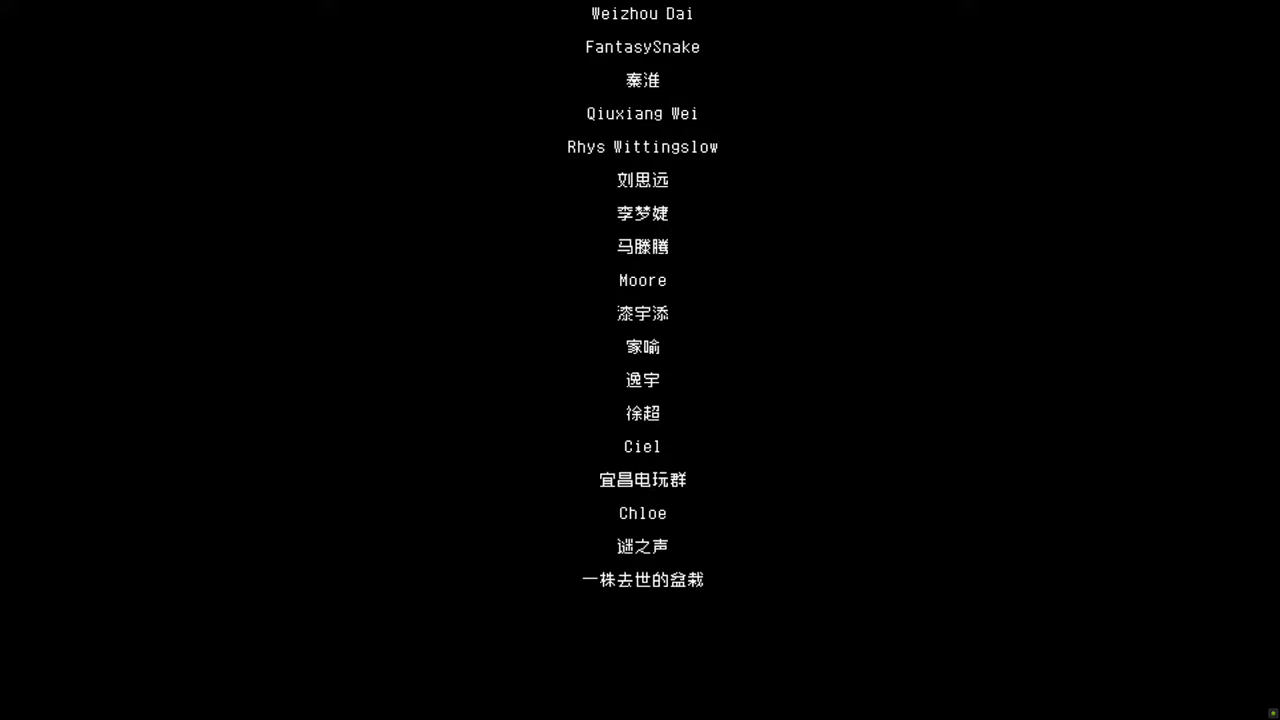 Weizhou Dai
FantasySnake
秦淮
Qiuxiang Wei
Rhys Wittingslow
刘思远
李梦婕
马滕腾
Moore
漆宇添
家喻
逸宇
徐超
Ciel
宜昌电玩群
Chloe
谜之声
一株去世的盆栽